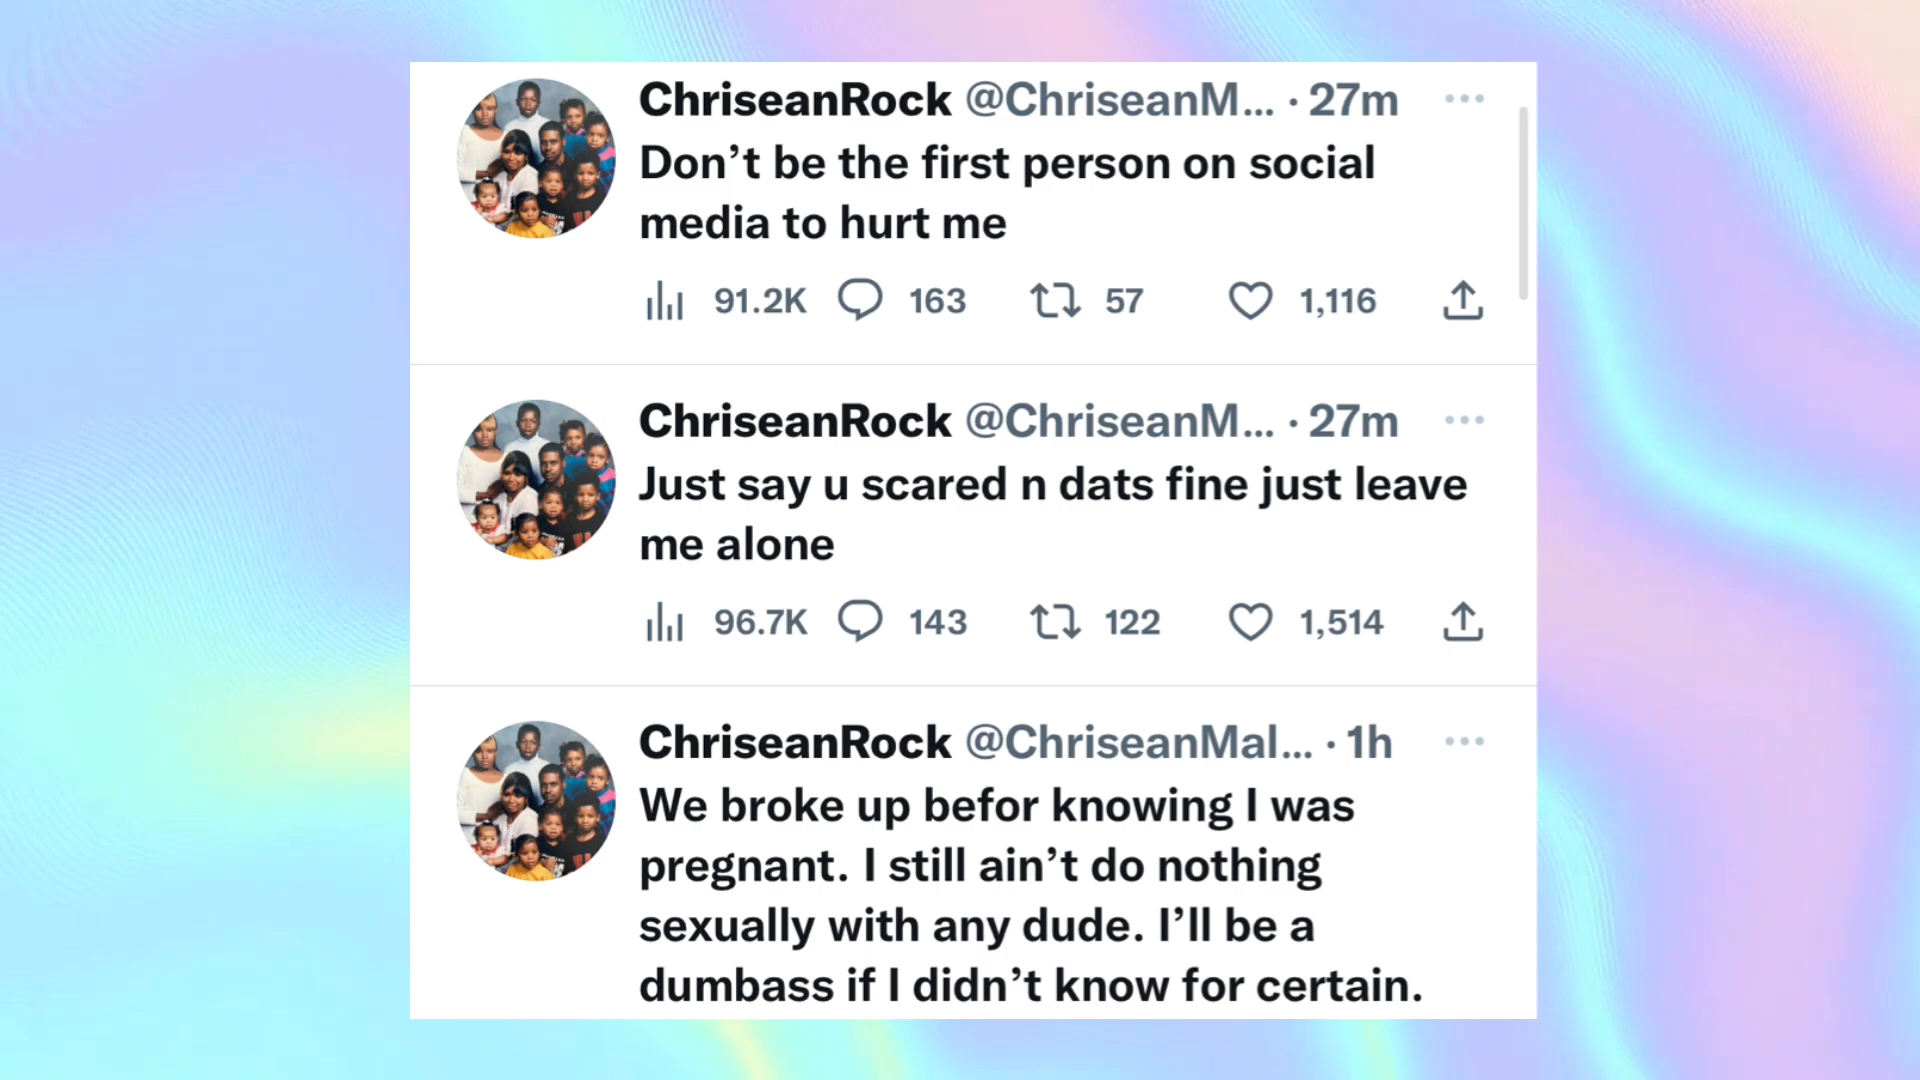 ChriseanRock @ChriseanM... · 27m
Don’t be the first person on social
media to hurt me
91.2K 163 57 1,116
ChriseanRock @ChriseanM... · 27m
Just say u scared n dats fine just leave
me alone
96.7K 143 122 1,514
ChriseanRock @ChriseanMal... · 1h
We broke up befor knowing I was
pregnant. I still ain’t do nothing
sexually with any dude. I’ll be a
dumbass if I didn’t know for certain.